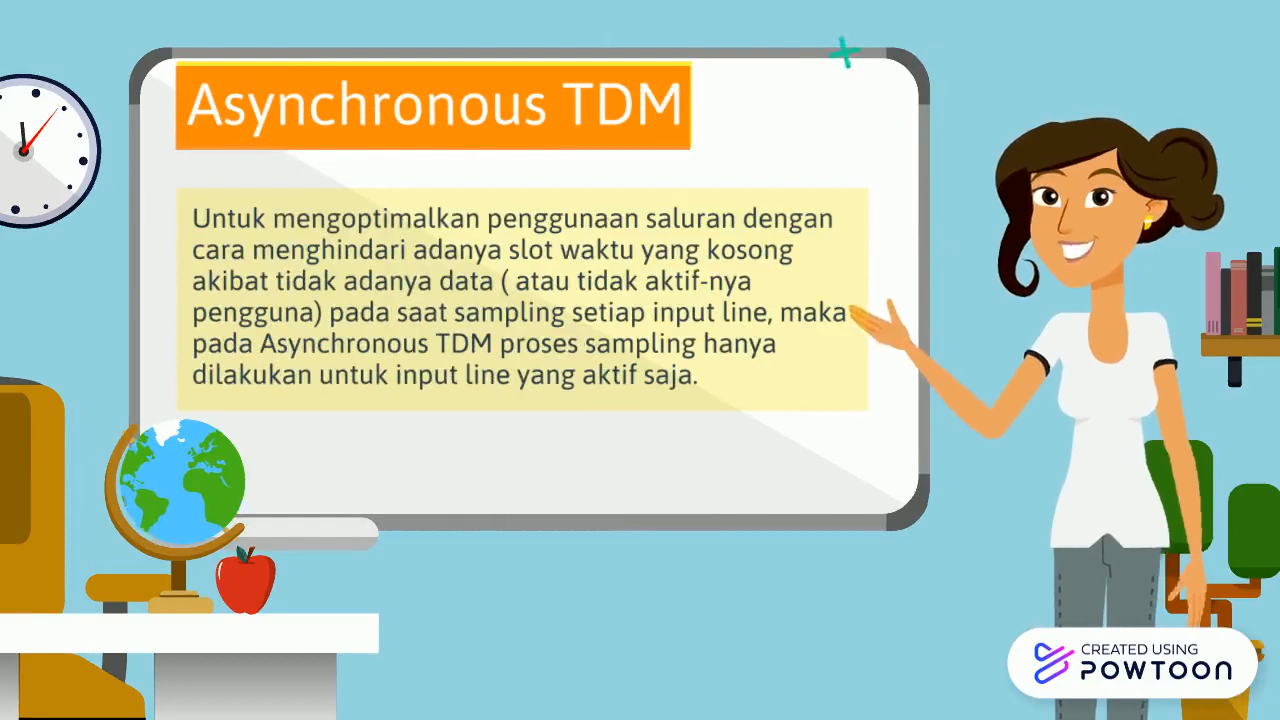 Asynchronous TDM
Untuk mengoptimalkan penggunaan saluran dengan
cara menghindari adanya slot waktu yang kosong
akibat tidak adanya data ( atau tidak aktif-nya
pengguna) pada saat sampling setiap input line, maka
pada Asynchronous TDM proses sampling hanya
dilakukan untuk input line yang aktif saja.
CREATED USING
POWTOON